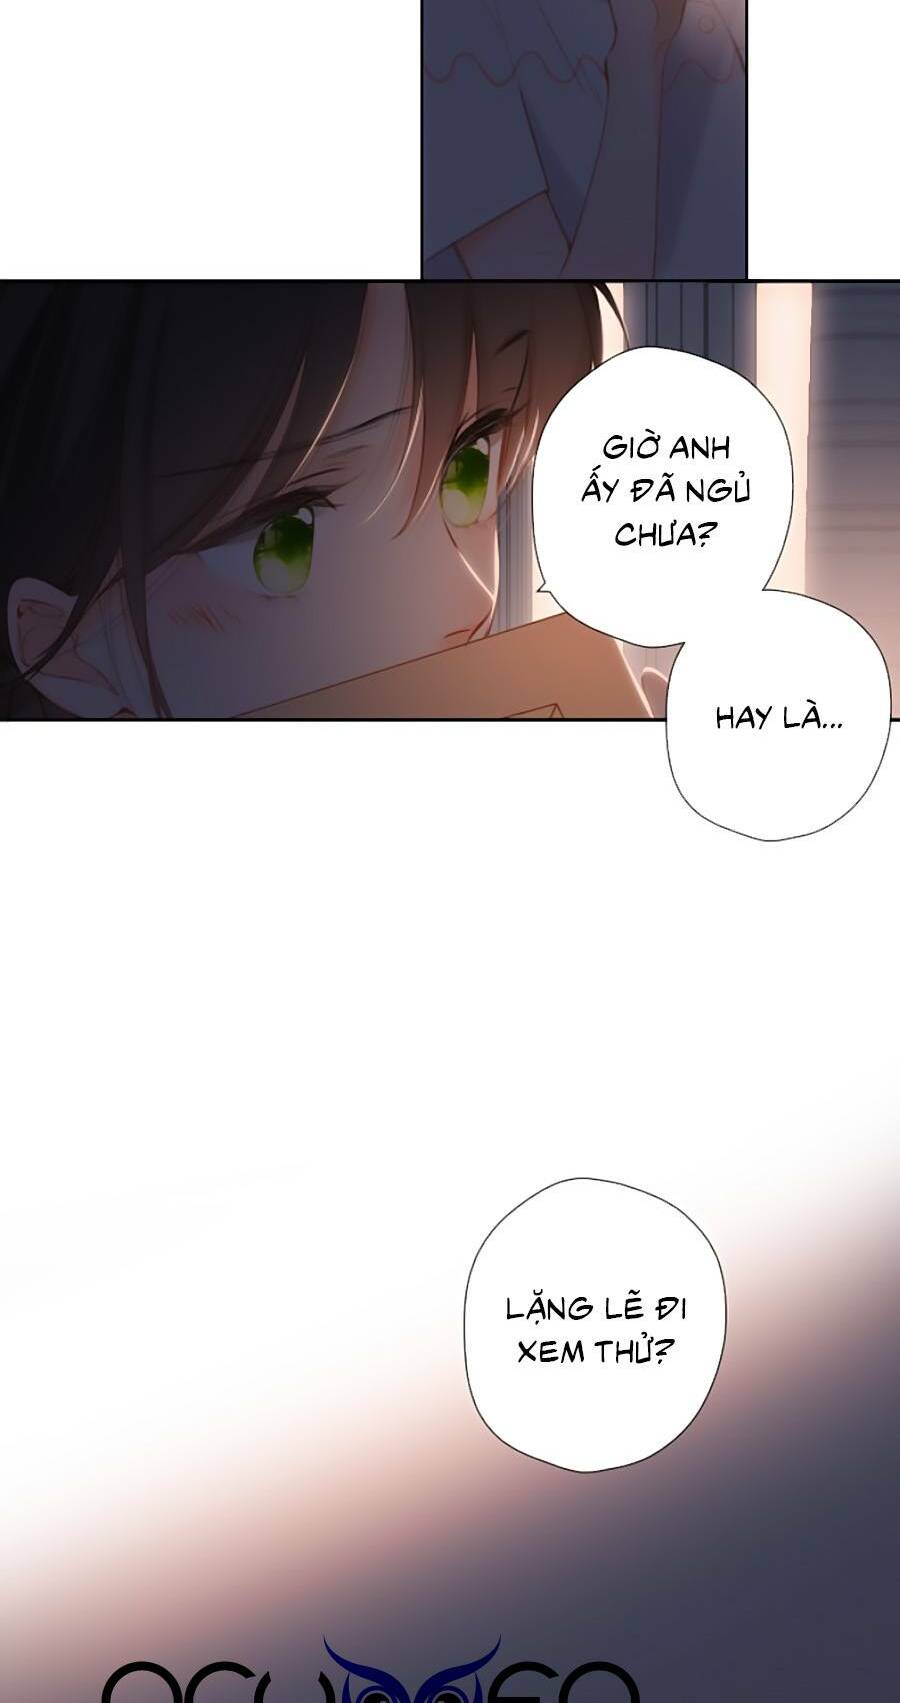 GIỜ ANH
ẤY ĐÃ NGỦ
CHƯA?
HAY LÀ...
LẶNG LẼ ĐI
XEM THỬ?